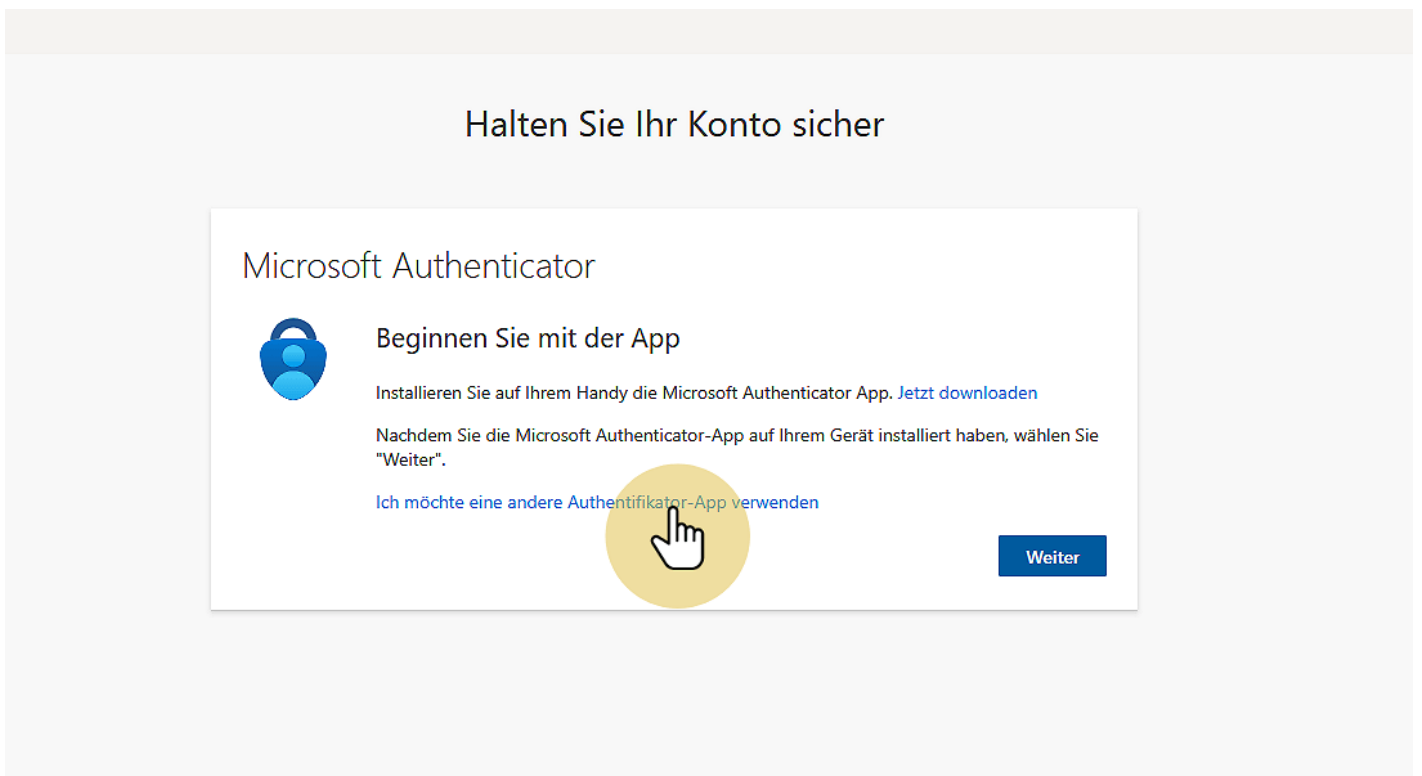 Halten Sie Ihr Konto sicher
Microsoft Authenticator
Beginnen Sie mit der App
Installieren Sie auf Ihrem Handy die Microsoft Authenticator App. Jetzt downloaden
Nachdem Sie die Microsoft Authenticator-App auf Ihrem Gerät installiert haben, wählen Sie
"Weiter".
Ich möchte eine andere Authentifikator-App verwenden
Weiter